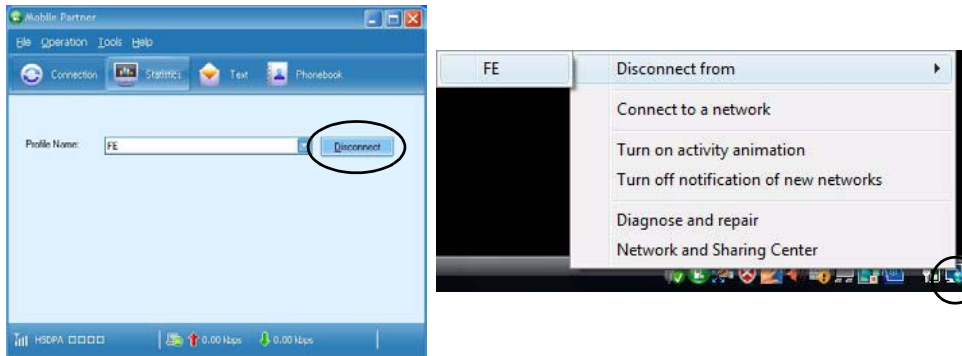 Mobile Partner
File Operation Tools Help
Connection Statistics Text Phonebook
Profile Name: FE Disconnect
HSDPA □□□□ 0.00 kbps 0.00 kbps
FE Disconnect from
Connect to a network
Turn on activity animation
Turn off notification of new networks
Diagnose and repair
Network and Sharing Center